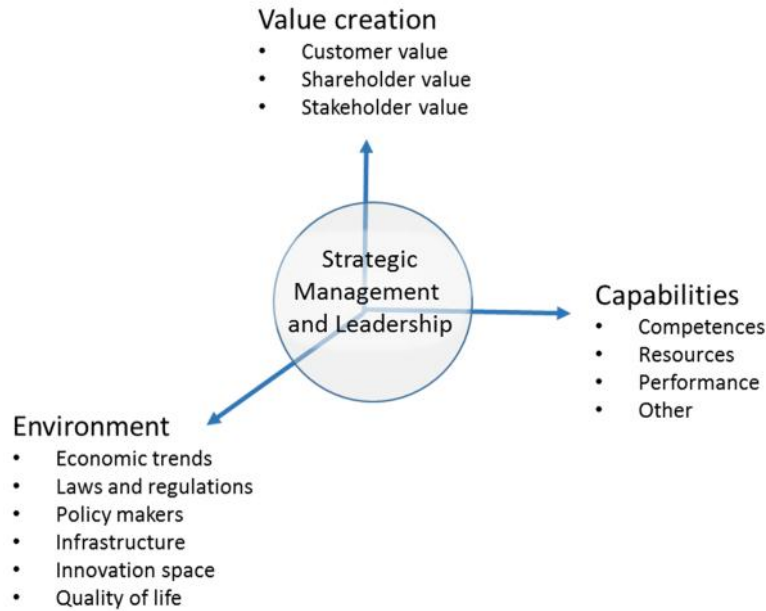 Value creation
• Customer value
• Shareholder value
• Stakeholder value
Strategic
Management
and Leadership
Capabilities
• Competences
• Resources
• Performance
• Other
Environment
• Economic trends
• Laws and regulations
• Policy makers
• Infrastructure
• Innovation space
• Quality of life